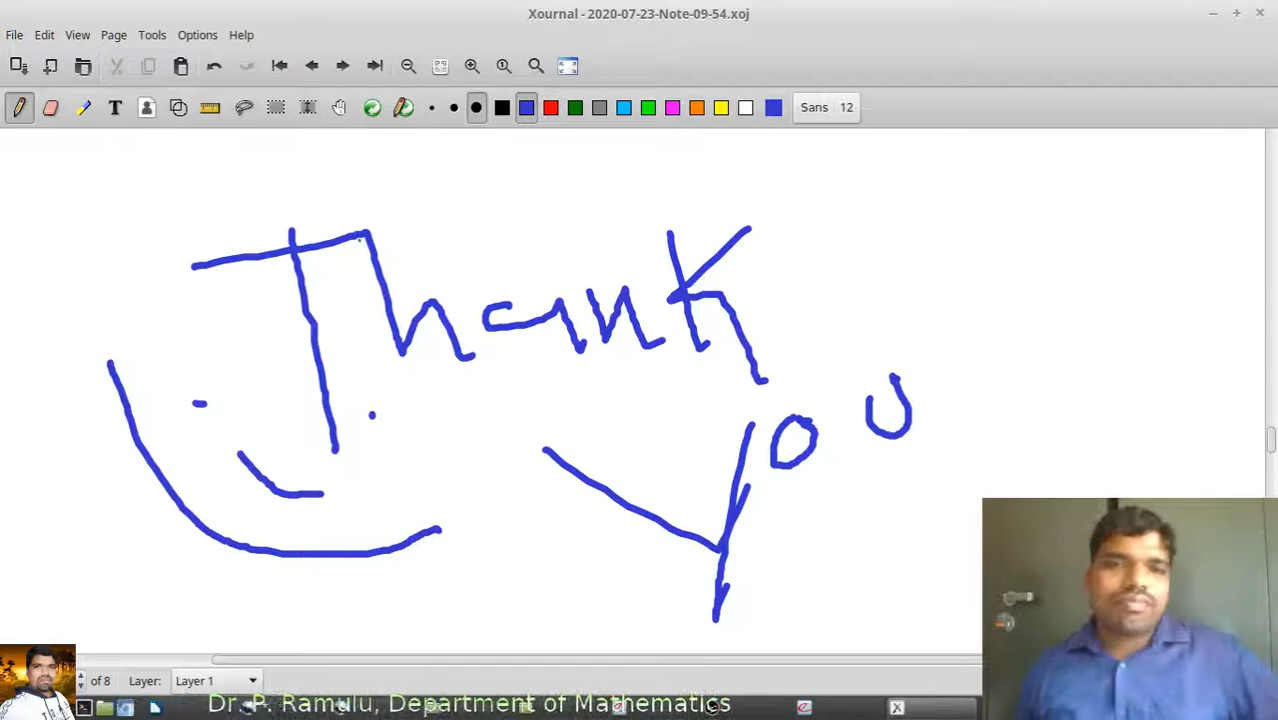 Xournal - 2020-07-23-Note-09-54.xoj
File Edit View Page Tools Options Help
T Sans 12
Thank
you
of 8 Layer: Layer 1
Dr. P. Ramulu, Department of Mathematics